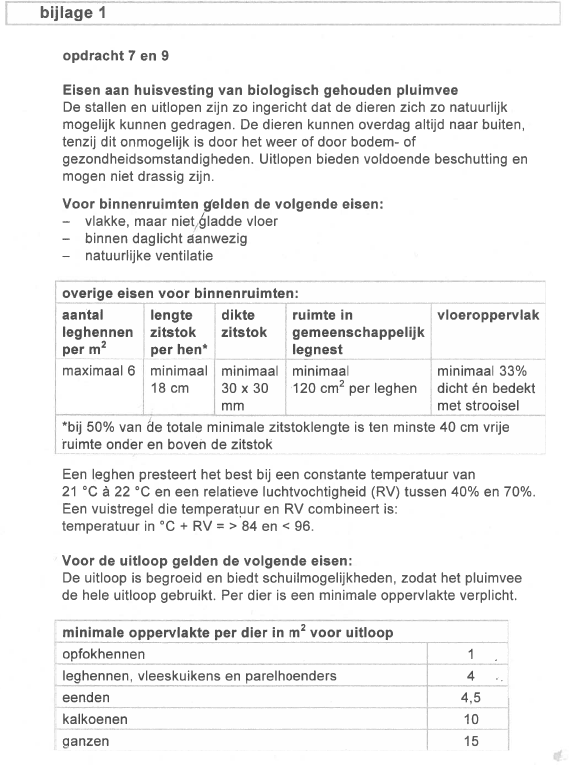 bijlage 1
opdracht 7 en 9
Eisen aan huisvesting van biologisch gehouden pluimvee
De stallen en uitlopen zijn zo ingericht dat de dieren zich zo natuurlijk
mogelijk kunnen gedragen. De dieren kunnen overdag altijd naar buiten,
tenzij dit onmogelijk is door het weer of door bodem- of
gezondheidsomstandigheden. Uitlopen bieden voldoende beschutting en
mogen niet drassig zijn.
Voor binnenruimten gelden de volgende eisen:
– vlakke, maar niet gladde vloer
– binnen daglicht aanwezig
– natuurlijke ventilatie
overige eisen voor binnenruimten:
aantal leghennen per m² | lengte zitstok per hen* | dikte zitstok | ruimte in gemeenschappelijk legnest | vloeroppervlak
maximaal 6 | minimaal 18 cm | minimaal 30 x 30 mm | minimaal 120 cm² per leghen | minimaal 33% dicht én bedekt met strooisel
*bij 50% van de totale minimale zitstoklengte is ten minste 40 cm vrije
ruimte onder en boven de zitstok
Een leghen presteert het best bij een constante temperatuur van
21 °C à 22 °C en een relatieve luchtvochtigheid (RV) tussen 40% en 70%.
Een vuistregel die temperatuur en RV combineert is:
temperatuur in °C + RV = > 84 en < 96.
Voor de uitloop gelden de volgende eisen:
De uitloop is begroeid en biedt schuilmogelijkheden, zodat het pluimvee
de hele uitloop gebruikt. Per dier is een minimale oppervlakte verplicht.
minimale oppervlakte per dier in m² voor uitloop
opfokhennen 1
leghennen, vleeskuikens en parelhoenders 4
eenden 4,5
kalkoenen 10
ganzen 15